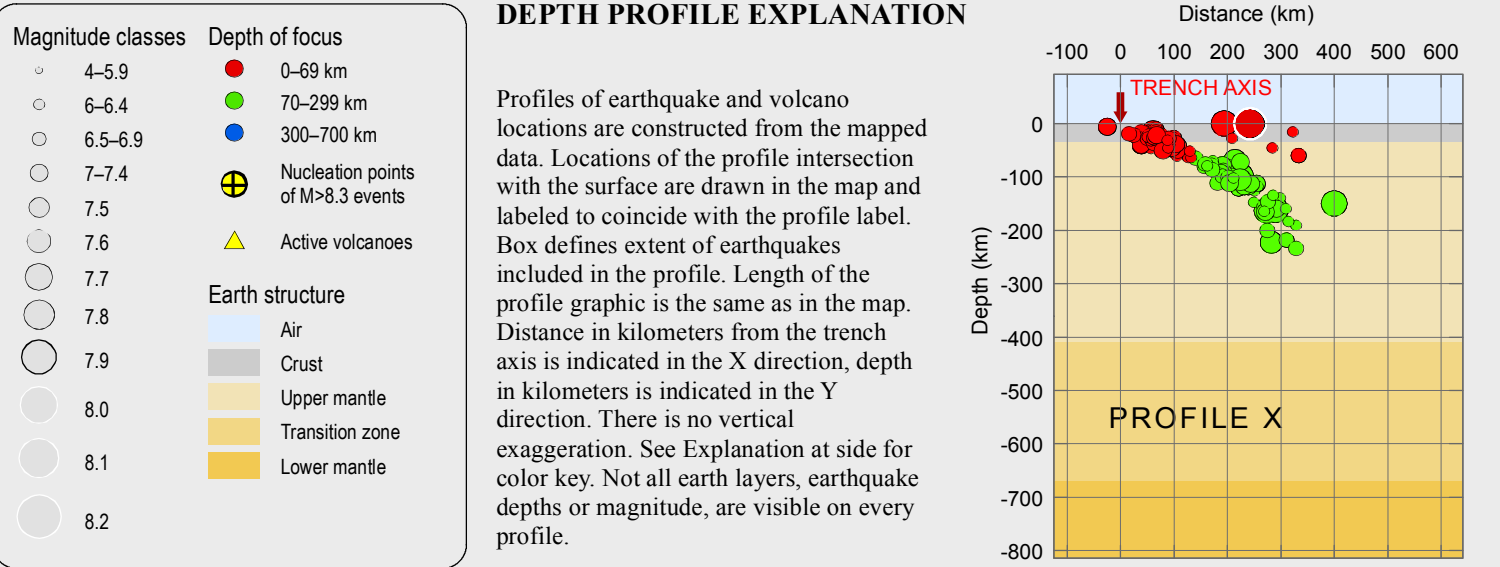 Magnitude classes
4–5.9
6–6.4
6.5–6.9
7–7.4
7.5
7.6
7.7
7.8
7.9
8.0
8.1
8.2
Depth of focus
0–69 km
70–299 km
300–700 km
Nucleation points
of M>8.3 events
Active volcanoes
Earth structure
Air
Crust
Upper mantle
Transition zone
Lower mantle
DEPTH PROFILE EXPLANATION
Profiles of earthquake and volcano
locations are constructed from the mapped
data. Locations of the profile intersection
with the surface are drawn in the map and
labeled to coincide with the profile label.
Box defines extent of earthquakes
included in the profile. Length of the
profile graphic is the same as in the map.
Distance in kilometers from the trench
axis is indicated in the X direction, depth
in kilometers is indicated in the Y
direction. There is no vertical
exaggeration. See Explanation at side for
color key. Not all earth layers, earthquake
depths or magnitude, are visible on every
profile.
Distance (km)
-100 0 100 200 300 400 500 600
TRENCH AXIS
Depth (km)
0
-100
-200
-300
-400
-500
-600
-700
-800
PROFILE X